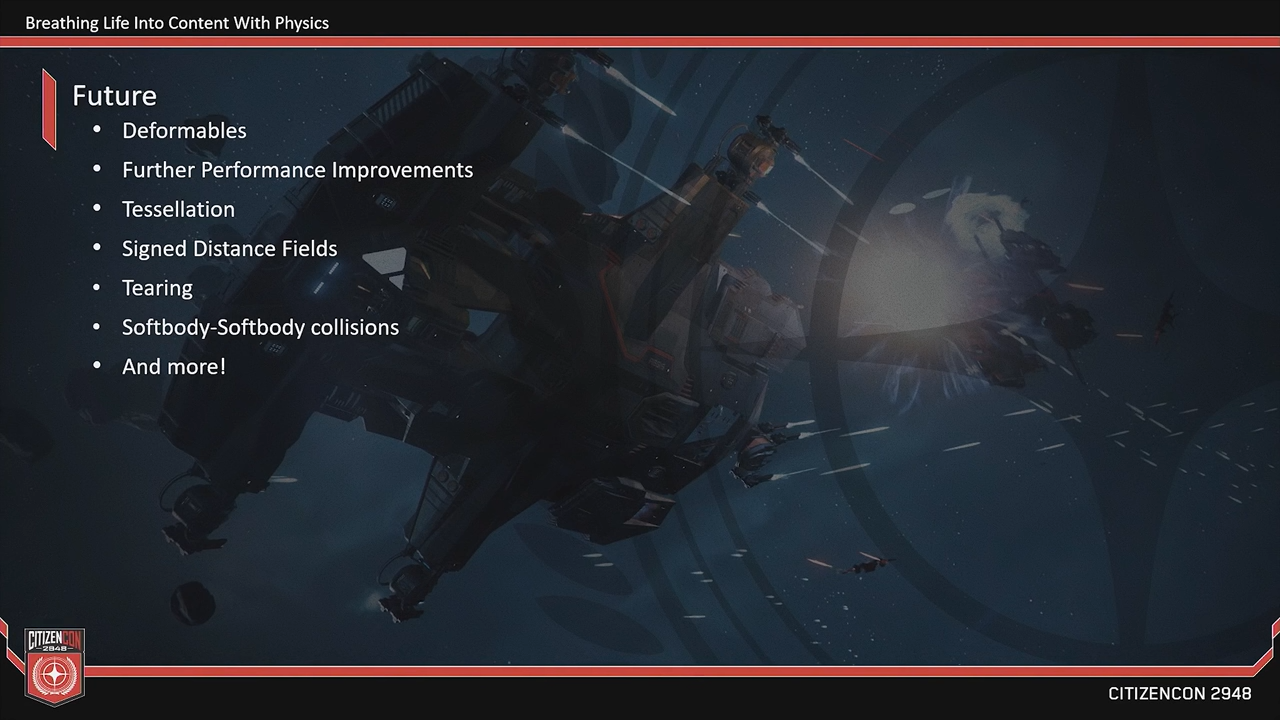 Breathing Life Into Content With Physics
Future
• Deformables
• Further Performance Improvements
• Tessellation
• Signed Distance Fields
• Tearing
• Softbody-Softbody collisions
• And more!
CITIZENCON
2948
CITIZENCON 2948